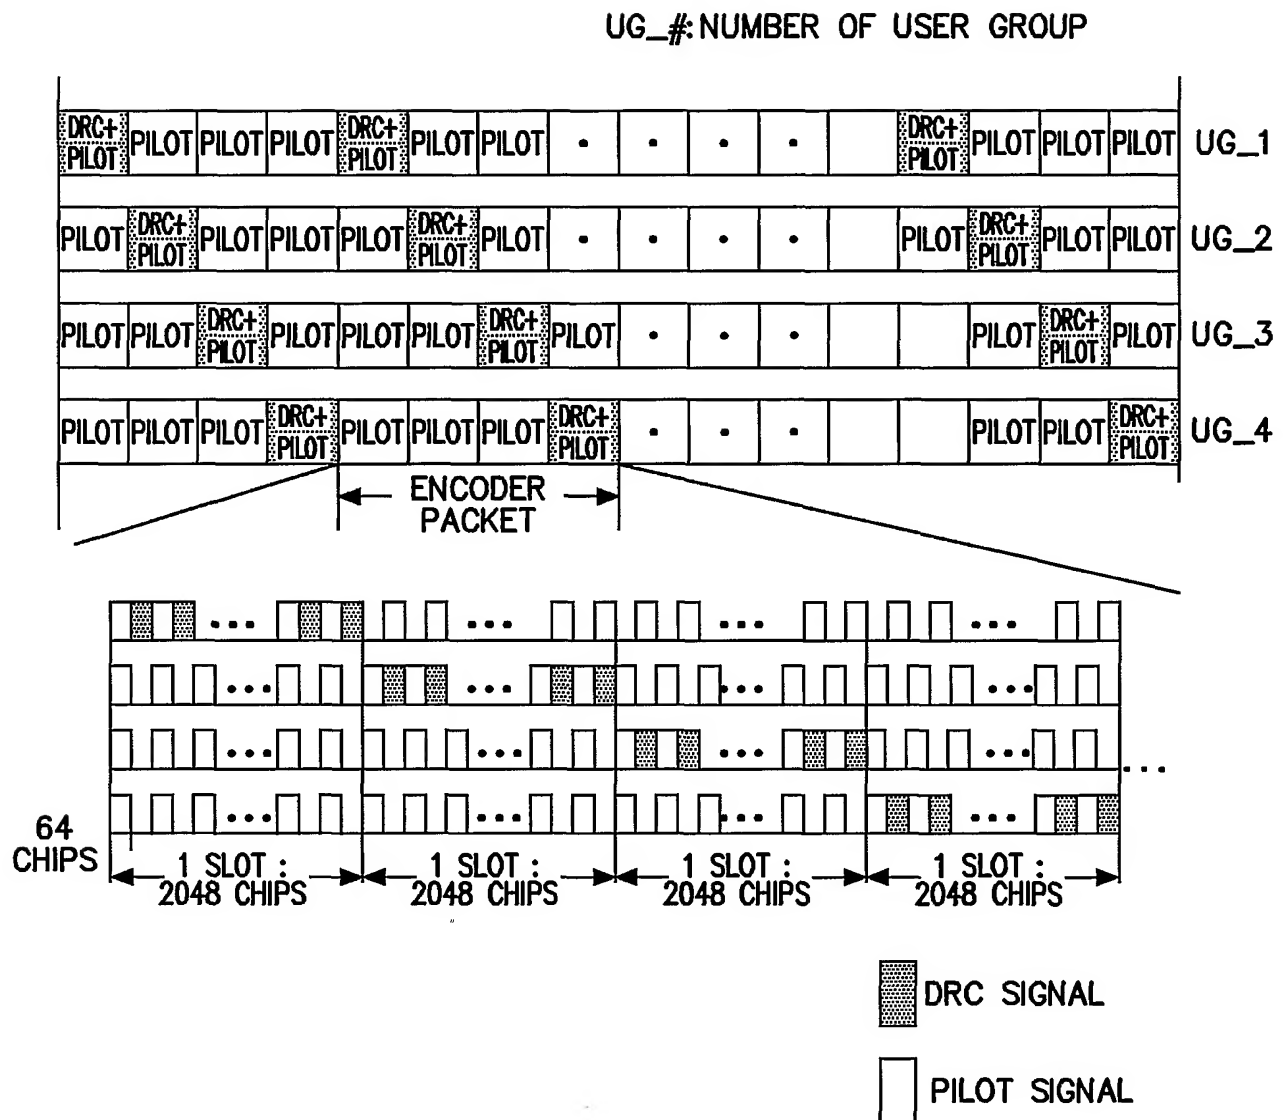 UG_#:NUMBER OF USER GROUP
DRC+ PILOT PILOT PILOT PILOT DRC+ PILOT PILOT PILOT • • • • DRC+ PILOT PILOT PILOT PILOT UG_1
PILOT DRC+ PILOT PILOT PILOT PILOT DRC+ PILOT PILOT • • • • PILOT DRC+ PILOT PILOT PILOT UG_2
PILOT PILOT DRC+ PILOT PILOT PILOT PILOT DRC+ PILOT PILOT • • • PILOT DRC+ PILOT PILOT UG_3
PILOT PILOT PILOT DRC+ PILOT PILOT PILOT PILOT DRC+ PILOT • • • PILOT PILOT DRC+ PILOT UG_4
ENCODER
PACKET
64
CHIPS
1 SLOT :
2048 CHIPS
1 SLOT :
2048 CHIPS
1 SLOT :
2048 CHIPS
1 SLOT :
2048 CHIPS
DRC SIGNAL
PILOT SIGNAL